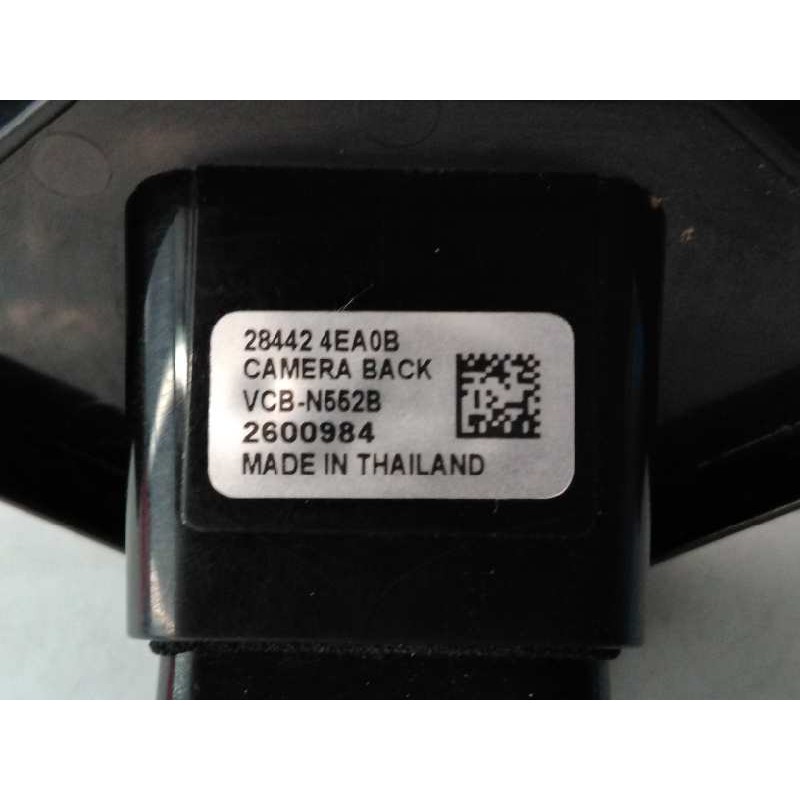 28442 4EA0B
CAMERA BACK
VCB-N552B
2600984
MADE IN THAILAND